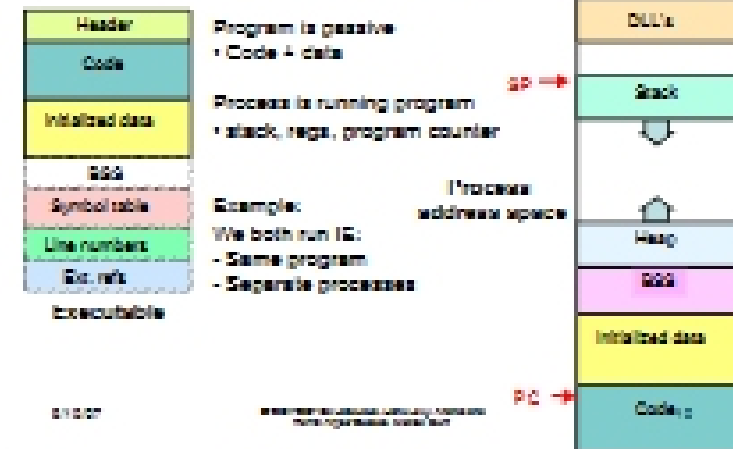 Header
Code
Initialized data
BSS
Symbol table
Line numbers
Ext. refs
Executable
Program is passive
• Code + data
Process is running program
• stack, regs, program counter
Example:
We both run IE:
- Same program
- Separate processes
Process
address space
SP
PC
DLL's
Stack
Heap
BSS
Initialized data
Code